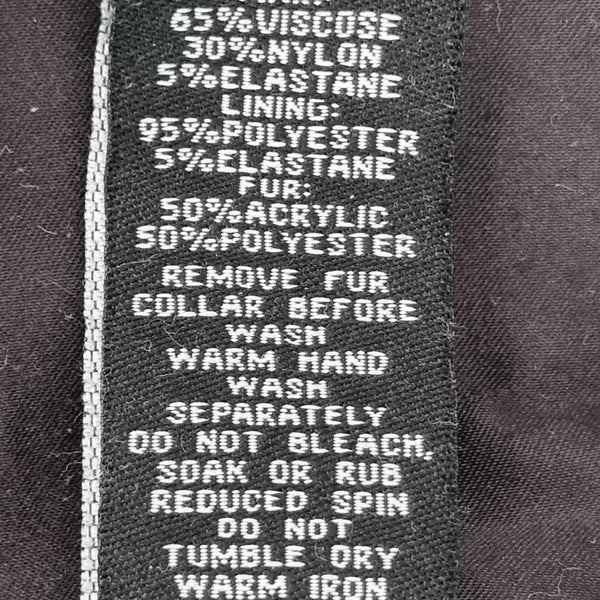 65%VISCOSE
30%NYLON
5%ELASTANE
LINING:
95%POLYESTER
5%ELASTANE
FUR:
50%ACRYLIC
50%POLYESTER
REMOVE FUR
COLLAR BEFORE
WASH
WARM HAND
WASH
SEPARATELY
DO NOT BLEACH,
SOAK OR RUB
REDUCED SPIN
DO NOT
TUMBLE DRY
WARM IRON